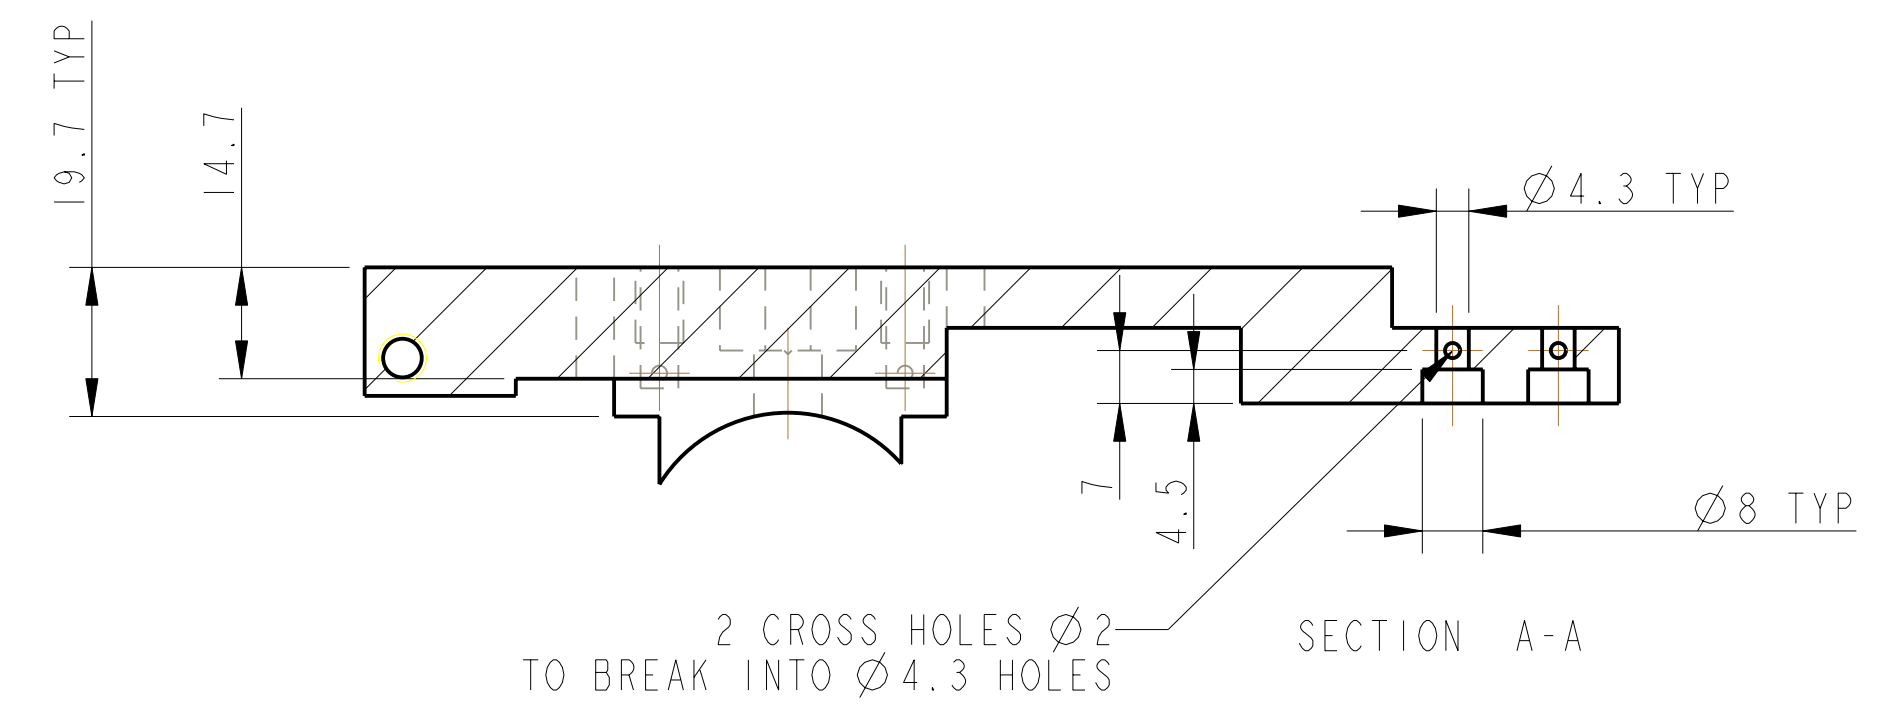 19.7 TYP
14.7
Ø4.3 TYP
7
4.5
Ø8 TYP
2 CROSS HOLES Ø2
TO BREAK INTO Ø4.3 HOLES
SECTION A-A